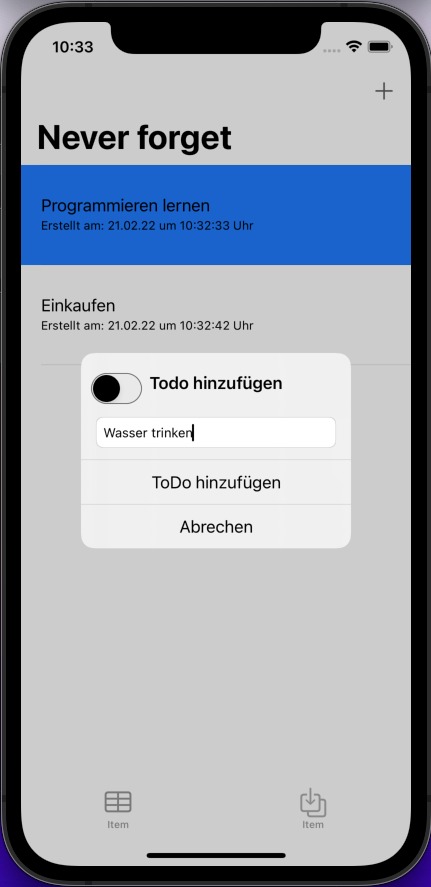 10:33
Never forget
Programmieren lernen
Erstellt am: 21.02.22 um 10:32:33 Uhr
Einkaufen
Erstellt am: 21.02.22 um 10:32:42 Uhr
Todo hinzufügen
Wasser trinken
ToDo hinzufügen
Abrechen
Item
Item